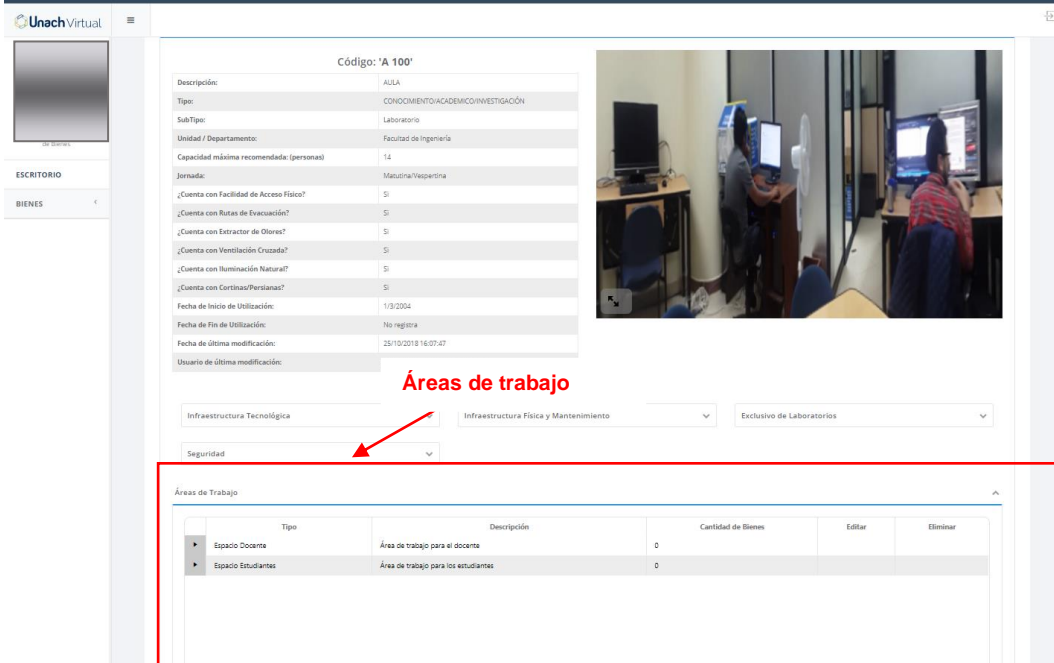 Unach Virtual
de Bienes
ESCRITORIO
BIENES
Código: 'A 100'
Descripción: AULA
Tipo: CONOCIMIENTO/ACADEMICO/INVESTIGACIÓN
SubTipo: Laboratorio
Unidad / Departamento: Facultad de Ingeniería
Capacidad máxima recomendada: (personas) 14
Jornada: Matutina/Vespertina
¿Cuenta con Facilidad de Acceso Físico? Si
¿Cuenta con Rutas de Evacuación? Si
¿Cuenta con Extractor de Olores? Si
¿Cuenta con Ventilación Cruzada? Si
¿Cuenta con Iluminación Natural? Si
¿Cuenta con Cortinas/Persianas? Si
Fecha de Inicio de Utilización: 1/3/2004
Fecha de Fin de Utilización: No registra
Fecha de última modificación: 25/10/2018 16:07:47
Usuario de última modificación:
Áreas de trabajo
Infraestructura Tecnológica Infraestructura Física y Mantenimiento Exclusivo de Laboratorios
Seguridad
Áreas de Trabajo
Tipo Descripción Cantidad de Bienes Editar Eliminar
Espacio Docente Área de trabajo para el docente 0
Espacio Estudiantes Área de trabajo para los estudiantes 0